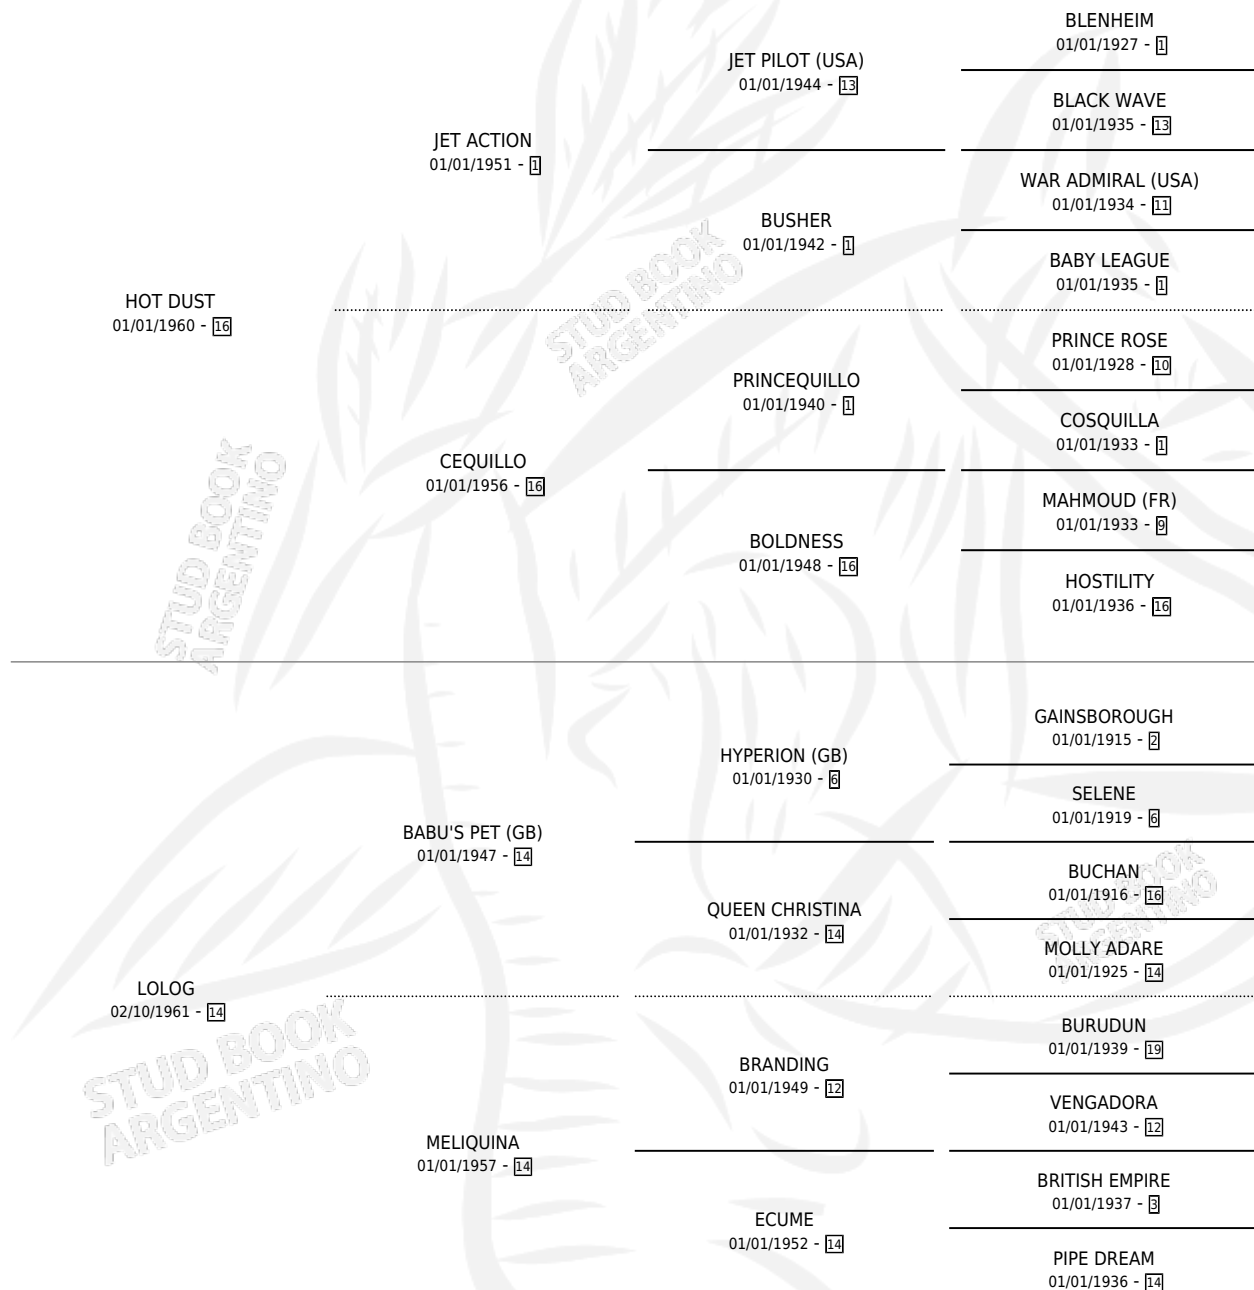 BLENHEIM
01/01/1927 - 1
JET PILOT (USA)
01/01/1944 - 13
BLACK WAVE
01/01/1935 - 13
JET ACTION
01/01/1951 - 1
WAR ADMIRAL (USA)
01/01/1934 - 11
BUSHER
01/01/1942 - 1
BABY LEAGUE
01/01/1935 - 1
HOT DUST
01/01/1960 - 16
PRINCE ROSE
01/01/1928 - 10
PRINCEQUILLO
01/01/1940 - 1
COSQUILLA
01/01/1933 - 1
CEQUILLO
01/01/1956 - 16
MAHMOUD (FR)
01/01/1933 - 9
BOLDNESS
01/01/1948 - 16
HOSTILITY
01/01/1936 - 16
STUD BOOK
ARGENTINO
STUD BOOK
ARGENTINO
GAINSBOROUGH
01/01/1915 - 2
HYPERION (GB)
01/01/1930 - 6
SELENE
01/01/1919 - 6
BABU'S PET (GB)
01/01/1947 - 14
BUCHAN
01/01/1916 - 16
QUEEN CHRISTINA
01/01/1932 - 14
MOLLY ADARE
01/01/1925 - 14
STUD BOOK
ARGENTINO
LOLOG
02/10/1961 - 14
BURUDUN
01/01/1939 - 19
BRANDING
01/01/1949 - 12
VENGADORA
01/01/1943 - 12
MELIQUINA
01/01/1957 - 14
BRITISH EMPIRE
01/01/1937 - 3
ECUME
01/01/1952 - 14
PIPE DREAM
01/01/1936 - 14
STUD BOOK
ARGENTINO